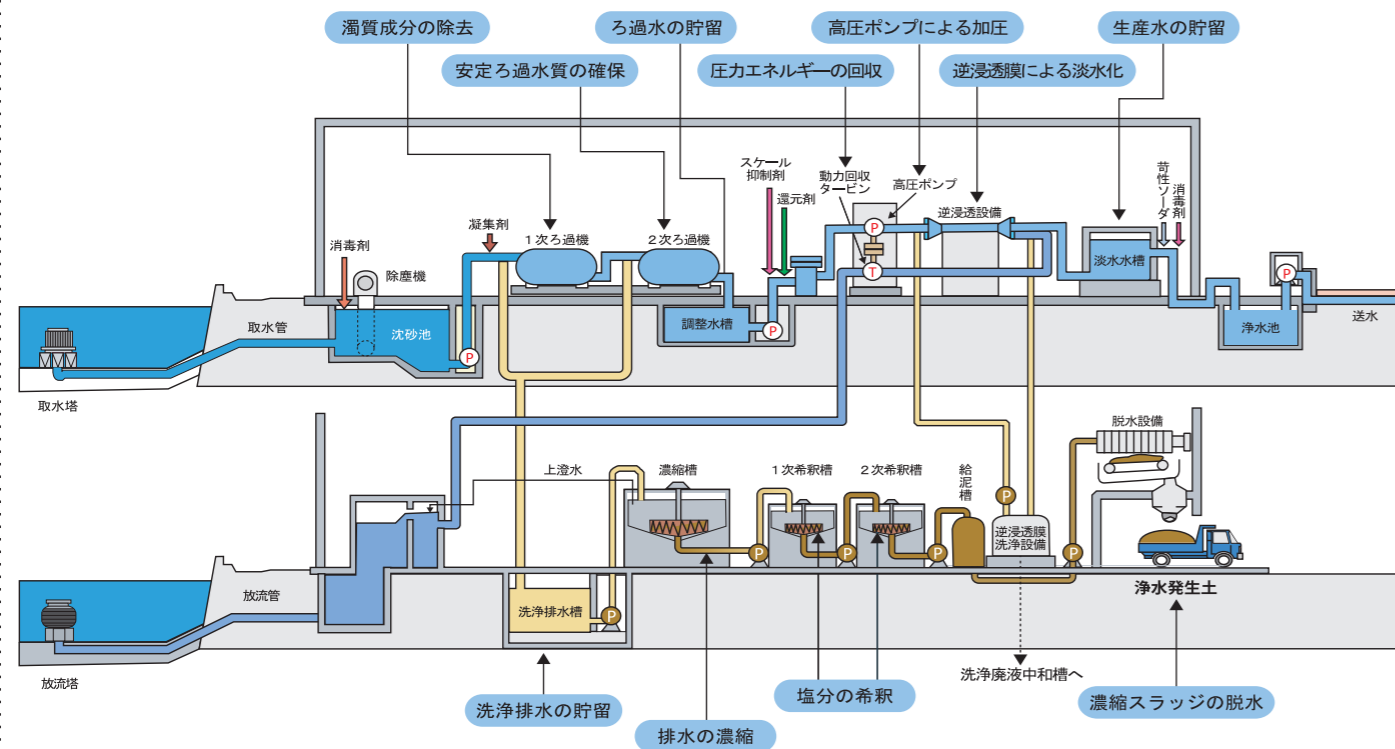 濁質成分の除去
ろ過水の貯留
高圧ポンプによる加圧
生産水の貯留
安定ろ過水質の確保
圧力エネルギーの回収
逆浸透膜による淡水化
スケール
抑制剤
還元剤
動力回収
タービン
高圧ポンプ
逆浸透設備
苛性ソーダ
消毒剤
凝集剤
消毒剤
除塵機
1次ろ過機
2次ろ過機
P
T
淡水水槽
P
取水管
沈砂池
P
調整水槽
P
浄水池
送水
取水塔
脱水設備
上澄水
濃縮槽
1次希釈槽
2次希釈槽
給泥槽
P
逆浸透膜
洗浄設備
P
P
P
P
浄水発生土
放流管
洗浄排水槽
P
放流塔
洗浄廃液中和槽へ
洗浄排水の貯留
排水の濃縮
塩分の希釈
濃縮スラッジの脱水